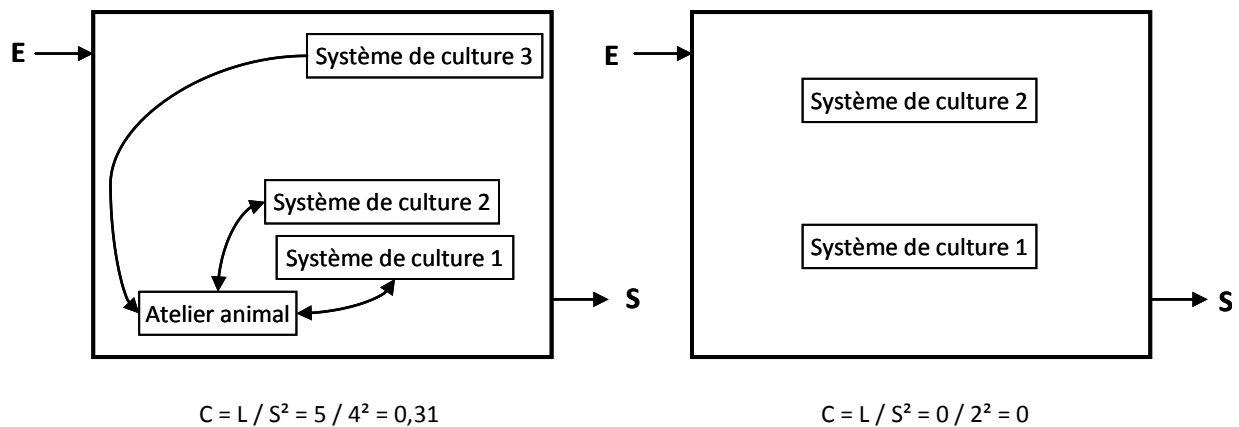 E
Système de culture 3
Système de culture 2
Système de culture 1
Atelier animal
S
C = L / S² = 5 / 4² = 0,31
E
Système de culture 2
Système de culture 1
S
C = L / S² = 0 / 2² = 0